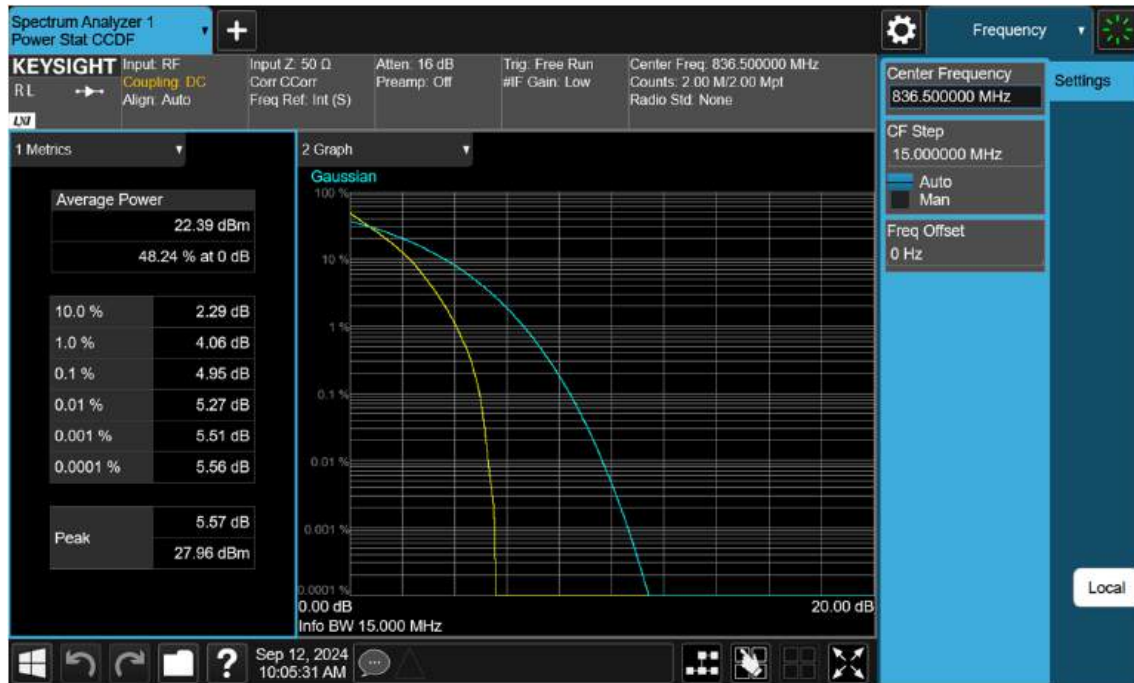 Spectrum Analyzer 1
Power Stat CCDF
+
Frequency
KEYSIGHT
RL
LXI
Input: RF
Coupling: DC
Align: Auto
Input Z: 50 Ω
Corr CCorr
Freq Ref: Int (S)
Atten: 16 dB
Preamp: Off
Trig: Free Run
#IF Gain: Low
Center Freq: 836.500000 MHz
Counts: 2.00 M/2.00 Mpt
Radio Std: None
Center Frequency
836.500000 MHz
Settings
CF Step
15.000000 MHz
Auto
Man
Freq Offset
0 Hz
1 Metrics
Average Power
22.39 dBm
48.24 % at 0 dB
10.0 % 2.29 dB
1.0 % 4.06 dB
0.1 % 4.95 dB
0.01 % 5.27 dB
0.001 % 5.51 dB
0.0001 % 5.56 dB
Peak
5.57 dB
27.96 dBm
2 Graph
Gaussian
100 %
10 %
1 %
0.1 %
0.01 %
0.001 %
0.0001 %
0.00 dB 20.00 dB
Info BW 15.000 MHz
Local
?
Sep 12, 2024
10:05:31 AM